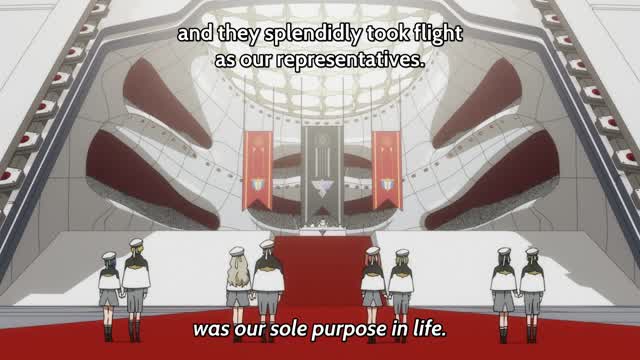 and they splendidly took flight
as our representatives.
was our sole purpose in life.